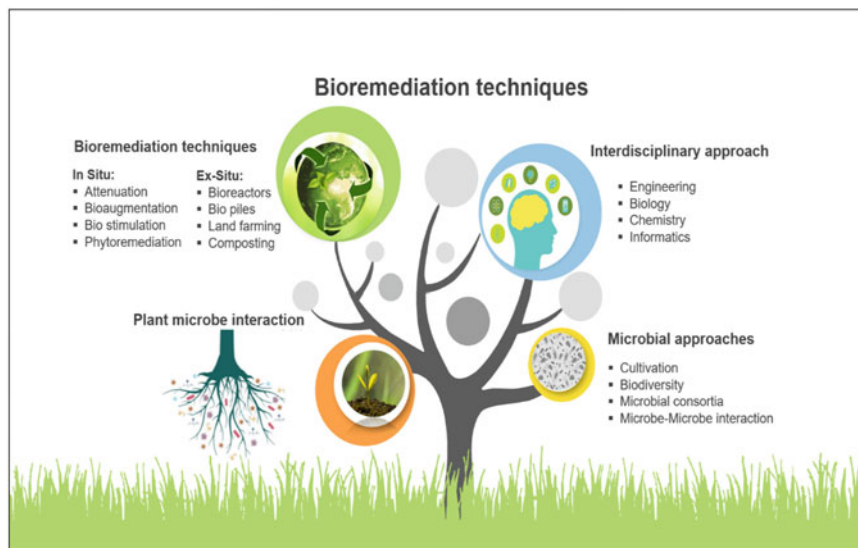 Bioremediation techniques
Bioremediation techniques
In Situ:
▪ Attenuation
▪ Bioaugmentation
▪ Bio stimulation
▪ Phytoremediation
Ex-Situ:
▪ Bioreactors
▪ Bio piles
▪ Land farming
▪ Composting
Interdisciplinary approach
▪ Engineering
▪ Biology
▪ Chemistry
▪ Informatics
Plant microbe interaction
Microbial approaches
▪ Cultivation
▪ Biodiversity
▪ Microbial consortia
▪ Microbe-Microbe interaction